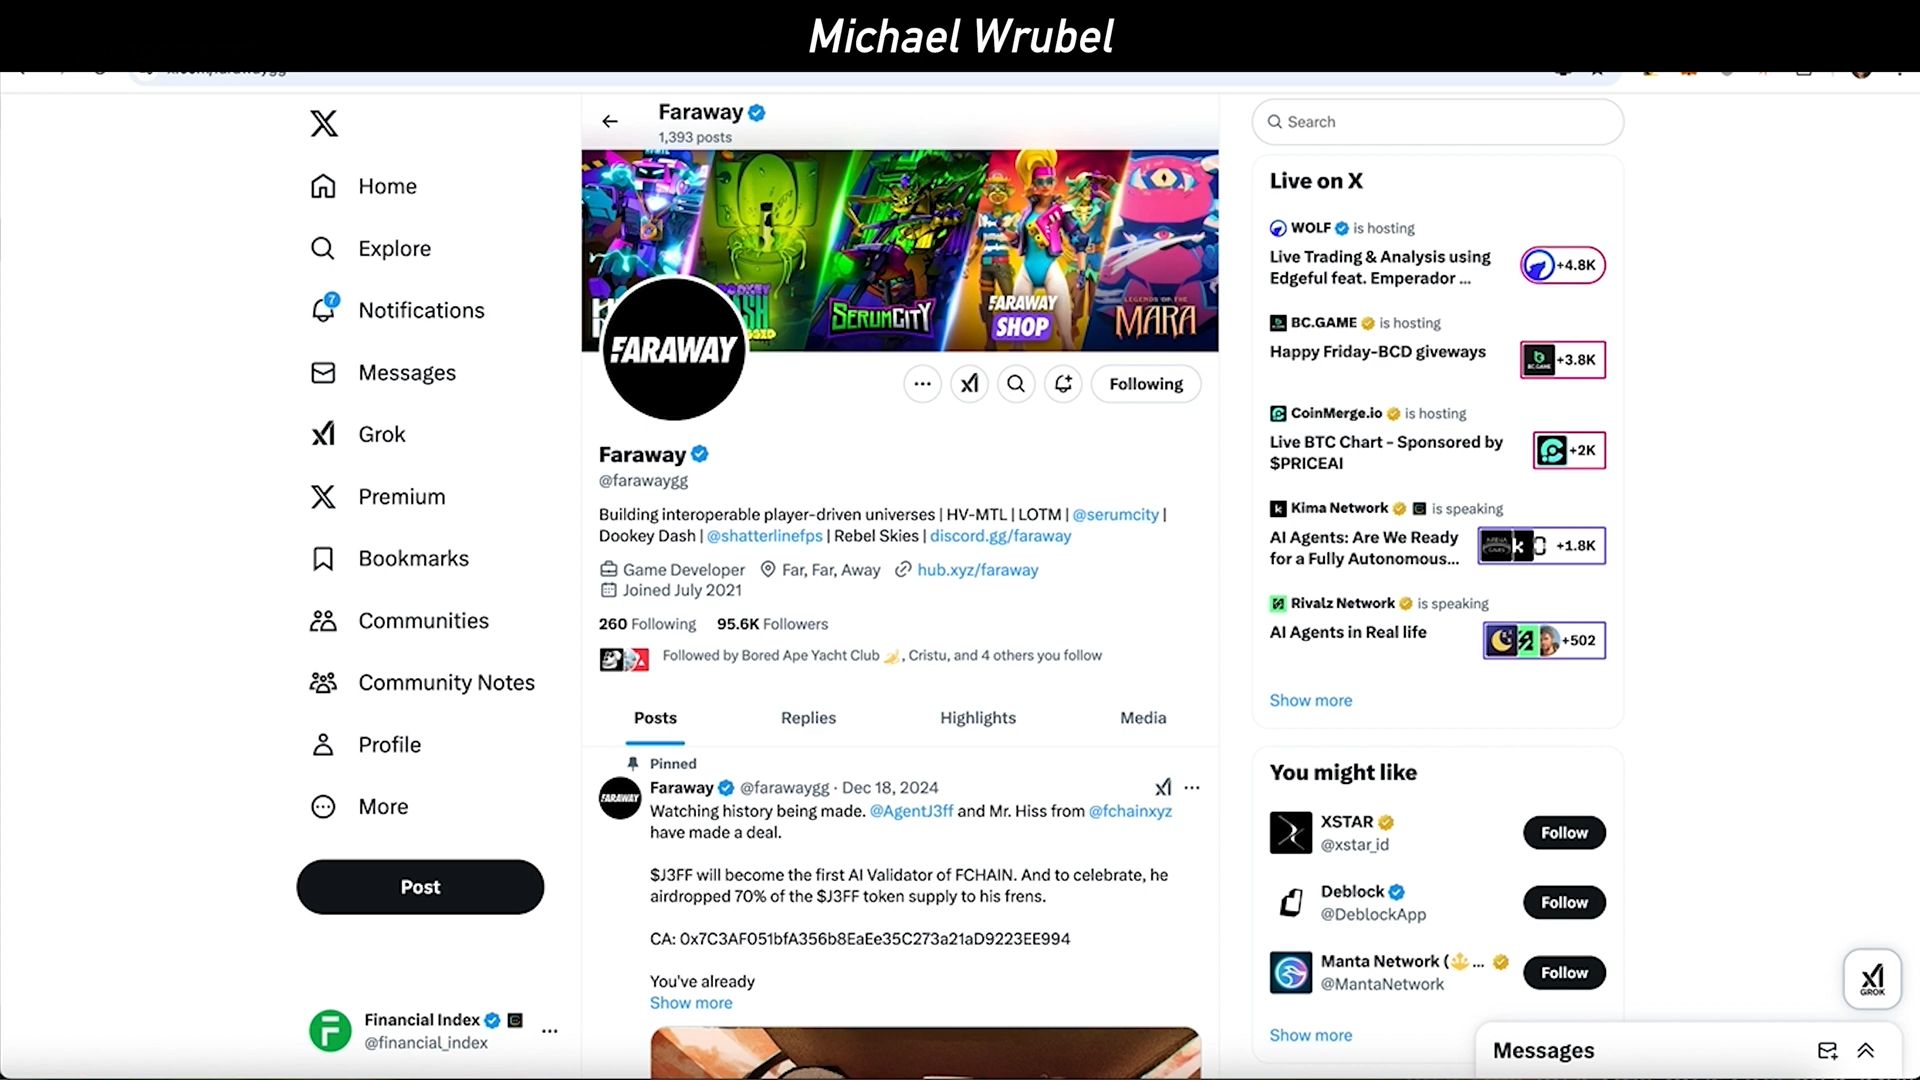 Michael Wrubel
Faraway
1,393 posts
SERUMCITY
FARAWAY
SHOP
LEGENDS OF THE
MARA
FARAWAY
Following
Faraway
@farawaygg
Building interoperable player-driven universes | HV-MTL | LOTM | @serumcity |
Dookey Dash | @shatterlinefps | Rebel Skies | discord.gg/faraway
Game Developer Far, Far, Away hub.xyz/faraway
Joined July 2021
260 Following 95.6K Followers
Followed by Bored Ape Yacht Club 🍌, Cristu, and 4 others you follow
Posts Replies Highlights Media
Pinned
FARAWAY
Faraway @farawaygg · Dec 18, 2024
Watching history being made. @AgentJ3ff and Mr. Hiss from @fchainxyz
have made a deal.
$J3FF will become the first AI Validator of FCHAIN. And to celebrate, he
airdropped 70% of the $J3FF token supply to his frens.
CA: 0x7C3AF051bfA356b8EaEe35C273a21aD9223EE994
You've already
Show more
Home
Explore
7
Notifications
Messages
Grok
Premium
Bookmarks
Communities
Community Notes
Profile
More
Post
Financial Index
@financial_index
Search
Live on X
WOLF is hosting
Live Trading & Analysis using
Edgeful feat. Emperador ...
+4.8K
BC.GAME is hosting
Happy Friday-BCD giveways
BC.GAME
+3.8K
CoinMerge.io is hosting
Live BTC Chart - Sponsored by
$PRICEAI
+2K
Kima Network is speaking
AI Agents: Are We Ready
for a Fully Autonomous...
+1.8K
Rivalz Network is speaking
AI Agents in Real life
+502
Show more
You might like
XSTAR
@xstar_id
Follow
Deblock
@DeblockApp
Follow
Manta Network (🔱...
@MantaNetwork
Follow
Show more
GROK
Messages